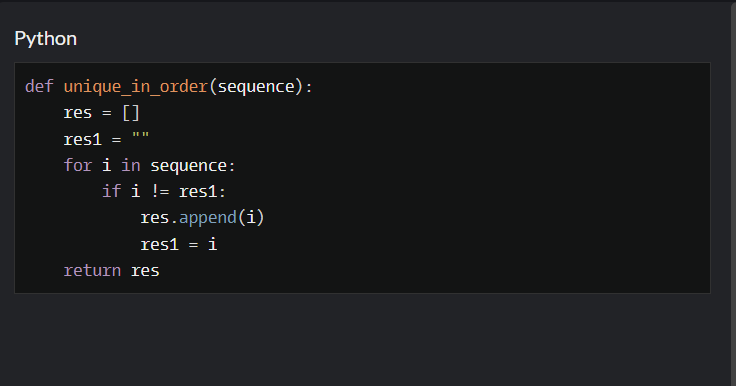 Python
def unique_in_order(sequence):
    res = []
    res1 = ""
    for i in sequence:
        if i != res1:
            res.append(i)
            res1 = i
    return res